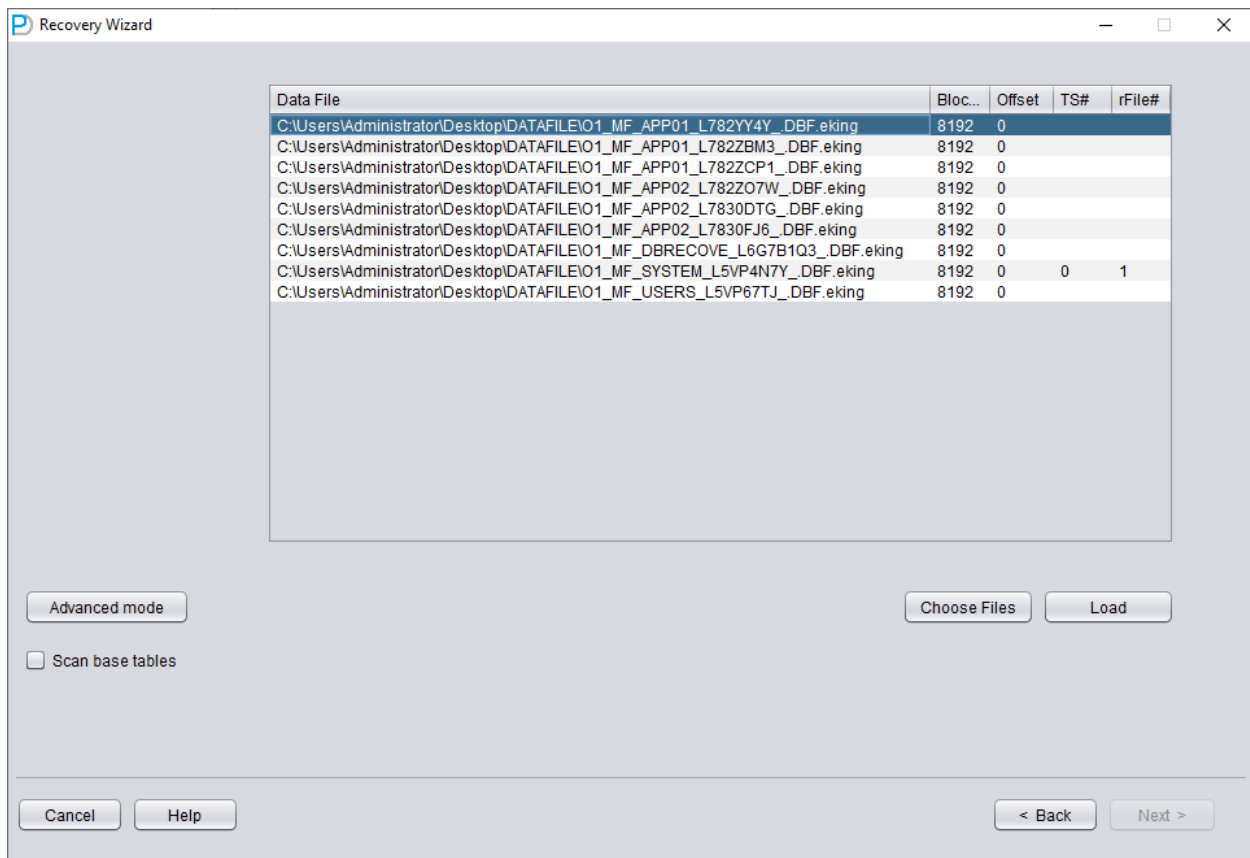 Recovery Wizard
Data File Bloc... Offset TS# rFile#
C:\Users\Administrator\Desktop\DATAFILE\O1_MF_APP01_L782YY4Y_.DBF.eking 8192 0
C:\Users\Administrator\Desktop\DATAFILE\O1_MF_APP01_L782ZBM3_.DBF.eking 8192 0
C:\Users\Administrator\Desktop\DATAFILE\O1_MF_APP01_L782ZCP1_.DBF.eking 8192 0
C:\Users\Administrator\Desktop\DATAFILE\O1_MF_APP02_L782ZO7W_.DBF.eking 8192 0
C:\Users\Administrator\Desktop\DATAFILE\O1_MF_APP02_L7830DTG_.DBF.eking 8192 0
C:\Users\Administrator\Desktop\DATAFILE\O1_MF_APP02_L7830FJ6_.DBF.eking 8192 0
C:\Users\Administrator\Desktop\DATAFILE\O1_MF_DBRECOVE_L6G7B1Q3_.DBF.eking 8192 0
C:\Users\Administrator\Desktop\DATAFILE\O1_MF_SYSTEM_L5VP4N7Y_.DBF.eking 8192 0 0 1
C:\Users\Administrator\Desktop\DATAFILE\O1_MF_USERS_L5VP67TJ_.DBF.eking 8192 0
Advanced mode Choose Files Load
Scan base tables
Cancel Help < Back Next >